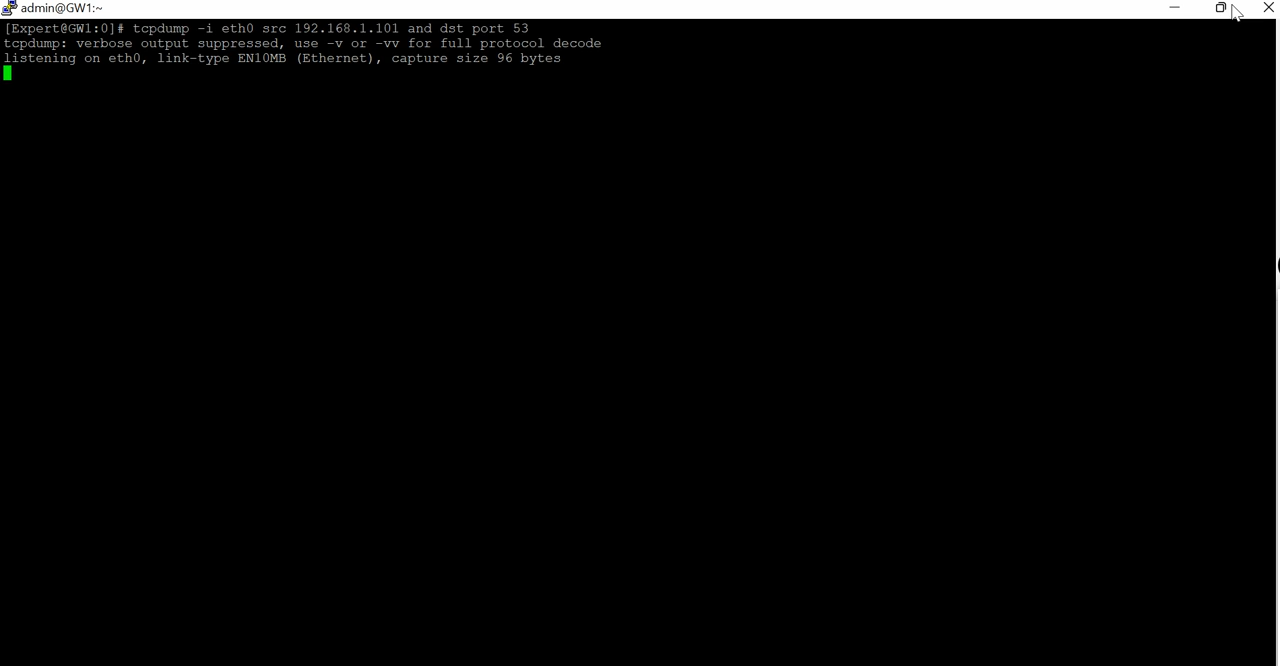 admin@GW1:~
[Expert@GW1:0]# tcpdump -i eth0 src 192.168.1.101 and dst port 53
tcpdump: verbose output suppressed, use -v or -vv for full protocol decode
listening on eth0, link-type EN10MB (Ethernet), capture size 96 bytes